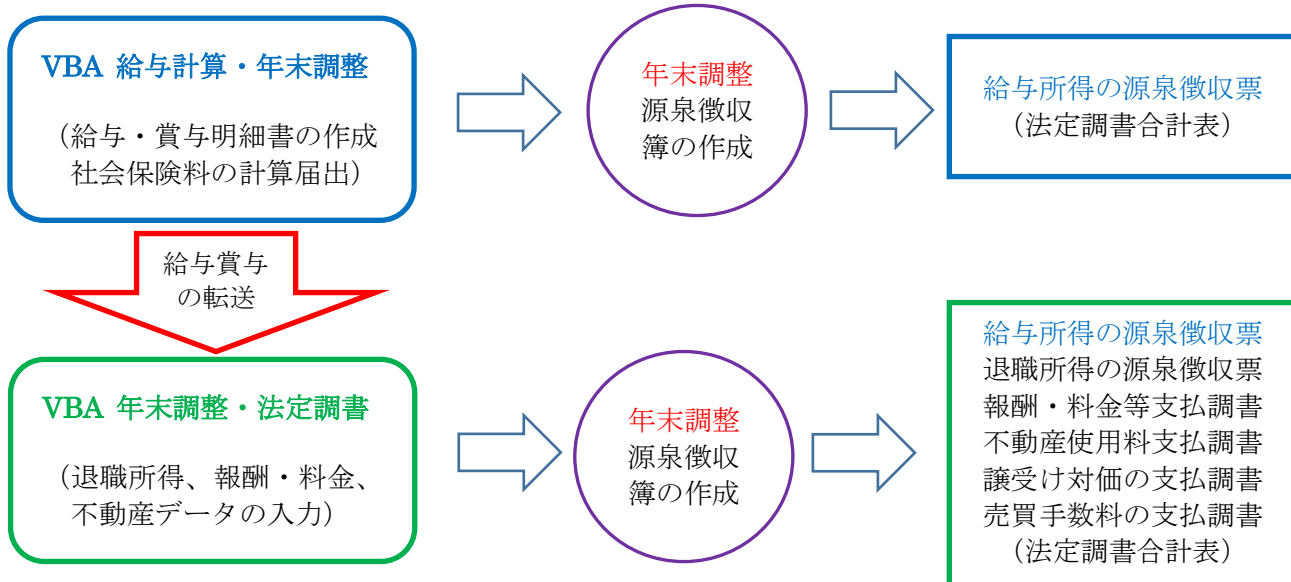 VBA 給与計算・年末調整
(給与・賞与明細書の作成
社会保険料の計算届出)
年末調整
源泉徴収
簿の作成
給与所得の源泉徴収票
(法定調書合計表)
給与賞与
の転送
VBA 年末調整・法定調書
(退職所得、報酬・料金、
不動産データの入力)
年末調整
源泉徴収
簿の作成
給与所得の源泉徴収票
退職所得の源泉徴収票
報酬・料金等支払調書
不動産使用料支払調書
譲受け対価の支払調書
売買手数料の支払調書
(法定調書合計表)